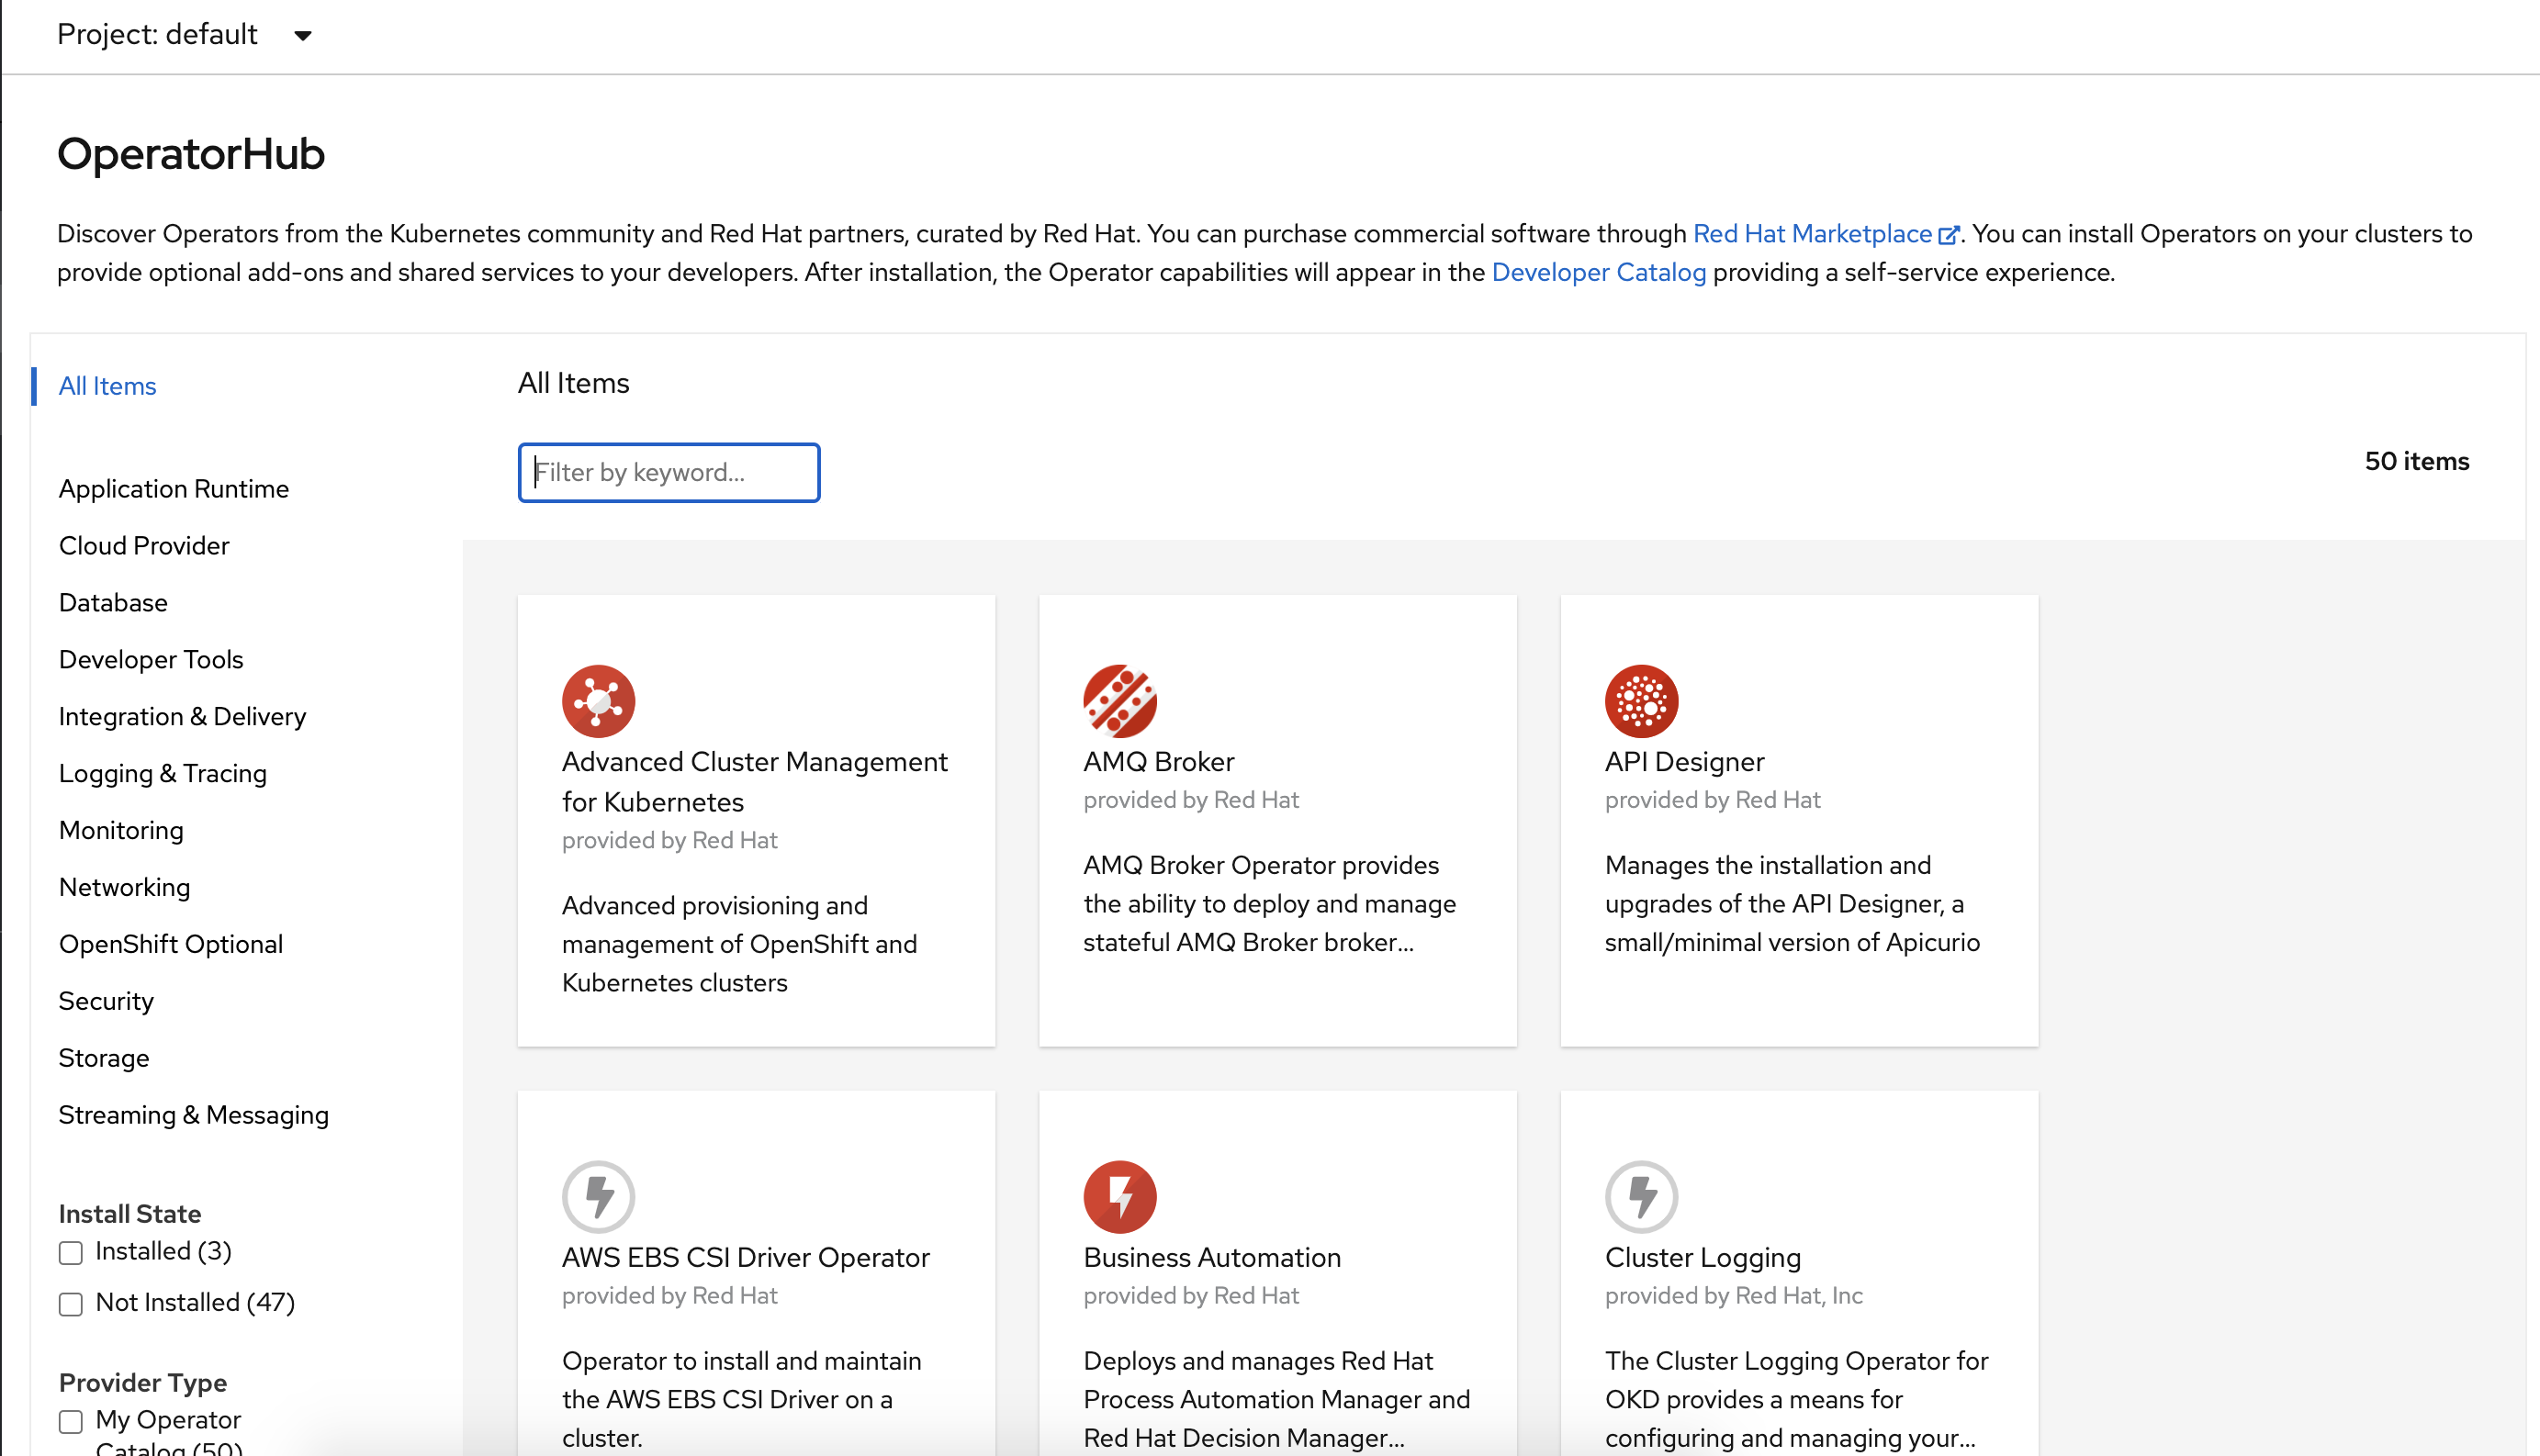 Project: default
OperatorHub
Discover Operators from the Kubernetes community and Red Hat partners, curated by Red Hat. You can purchase commercial software through Red Hat Marketplace. You can install Operators on your clusters to
provide optional add-ons and shared services to your developers. After installation, the Operator capabilities will appear in the Developer Catalog providing a self-service experience.
All Items
Application Runtime
Cloud Provider
Database
Developer Tools
Integration & Delivery
Logging & Tracing
Monitoring
Networking
OpenShift Optional
Security
Storage
Streaming & Messaging
Install State
Installed (3)
Not Installed (47)
Provider Type
My Operator
Catalog (50)
All Items
Filter by keyword...
50 items
Advanced Cluster Management
for Kubernetes
provided by Red Hat
Advanced provisioning and
management of OpenShift and
Kubernetes clusters
AMQ Broker
provided by Red Hat
AMQ Broker Operator provides
the ability to deploy and manage
stateful AMQ Broker broker...
API Designer
provided by Red Hat
Manages the installation and
upgrades of the API Designer, a
small/minimal version of Apicurio
AWS EBS CSI Driver Operator
provided by Red Hat
Operator to install and maintain
the AWS EBS CSI Driver on a
cluster.
Business Automation
provided by Red Hat
Deploys and manages Red Hat
Process Automation Manager and
Red Hat Decision Manager...
Cluster Logging
provided by Red Hat, Inc
The Cluster Logging Operator for
OKD provides a means for
configuring and managing your...